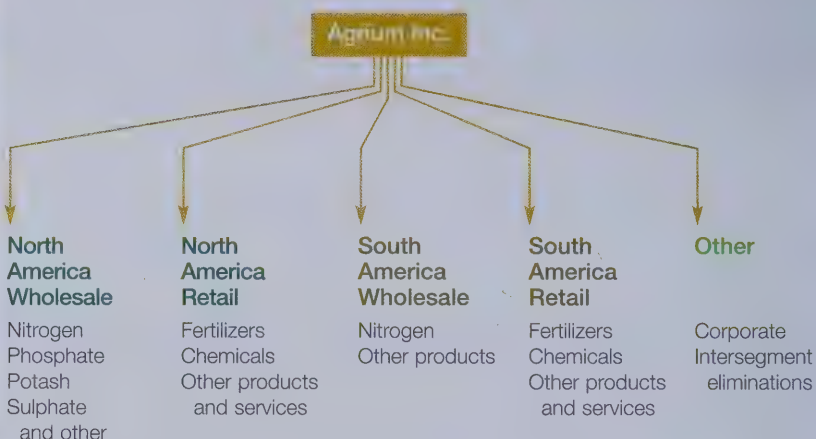 Agrium Inc.
North
America
Wholesale
Nitrogen
Phosphate
Potash
Sulphate
and other
North
America
Retail
Fertilizers
Chemicals
Other products
and services
South
America
Wholesale
Nitrogen
Other products
South
America
Retail
Fertilizers
Chemicals
Other products
and services
Other
Corporate
Intersegment
eliminations